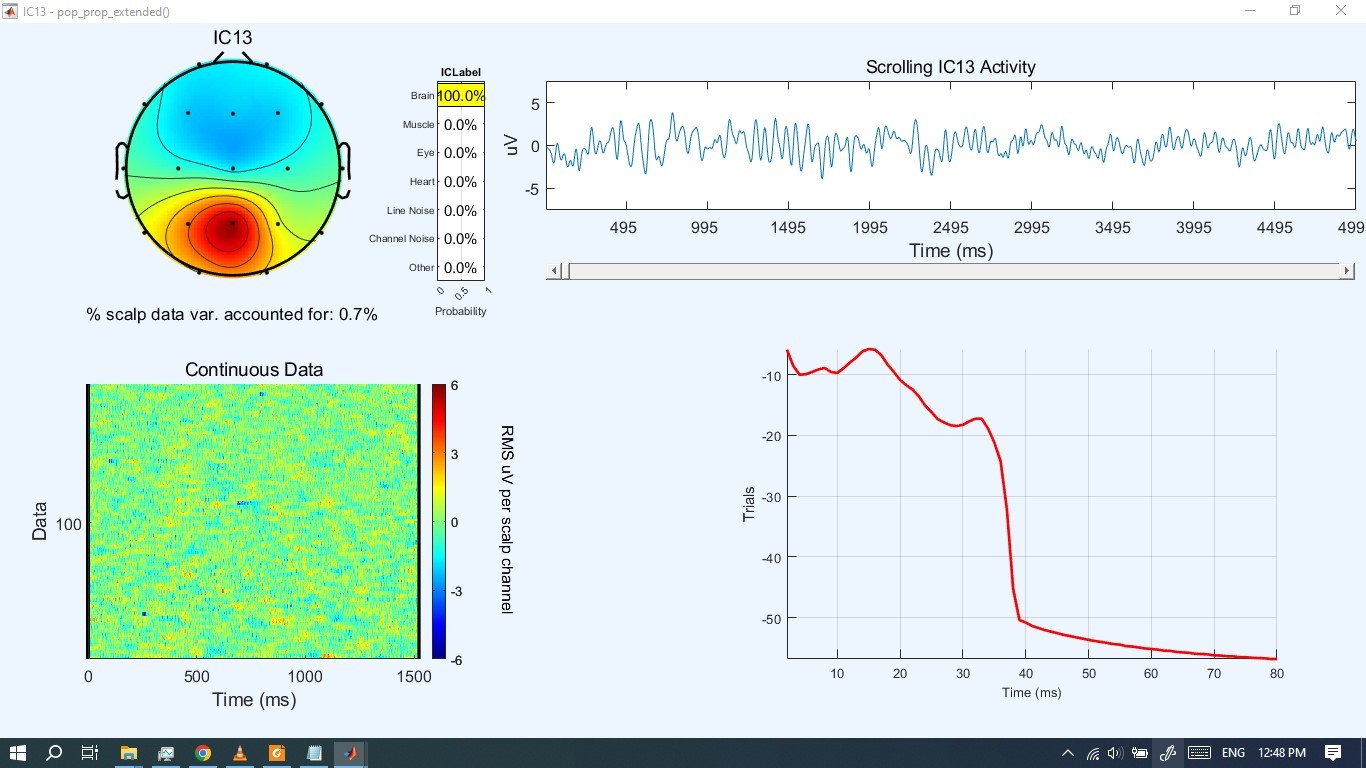 IC13 - pop_prop_extended()
IC13
% scalp data var. accounted for: 0.7%
ICLabel
Brain 100.0%
Muscle 0.0%
Eye 0.0%
Heart 0.0%
Line Noise 0.0%
Channel Noise 0.0%
Other 0.0%
0 0.5 1
Probability
Scrolling IC13 Activity
5
0
-5
uV
495 995 1495 1995 2495 2995 3495 3995 4495 499
Time (ms)
Continuous Data
Data
100
0 500 1000 1500
Time (ms)
6
3
0
-3
-6
RMS uV per scalp channel
-10
-20
-30
-40
-50
Trials
10 20 30 40 50 60 70 80
Time (ms)
ENG 12:48 PM